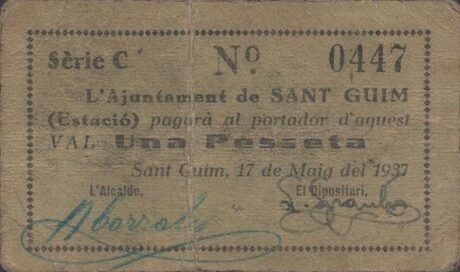 Sèrie C Nº. 0447
L'Ajuntament de SANT GUIM
(Estació) pagarà al portador d'aquest
VAL Una Pesseta
Sant Guim, 17 de Maig del 1937
L'Alcalde, El Dipositari,